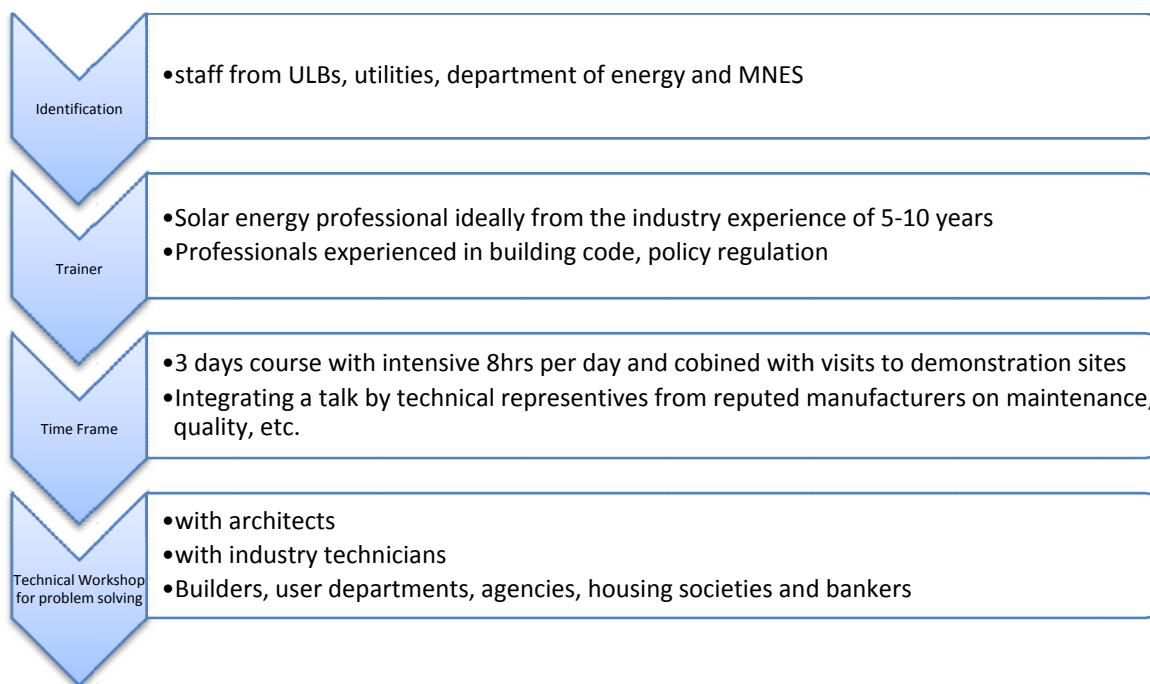 Identification
•staff from ULBs, utilities, department of energy and MNES
Trainer
•Solar energy professional ideally from the industry experience of 5-10 years
•Professionals experienced in building code, policy regulation
Time Frame
•3 days course with intensive 8hrs per day and cobined with visits to demonstration sites
•Integrating a talk by technical representives from reputed manufacturers on maintenance,
quality, etc.
Technical Workshop
for problem solving
•with architects
•with industry technicians
•Builders, user departments, agencies, housing societies and bankers